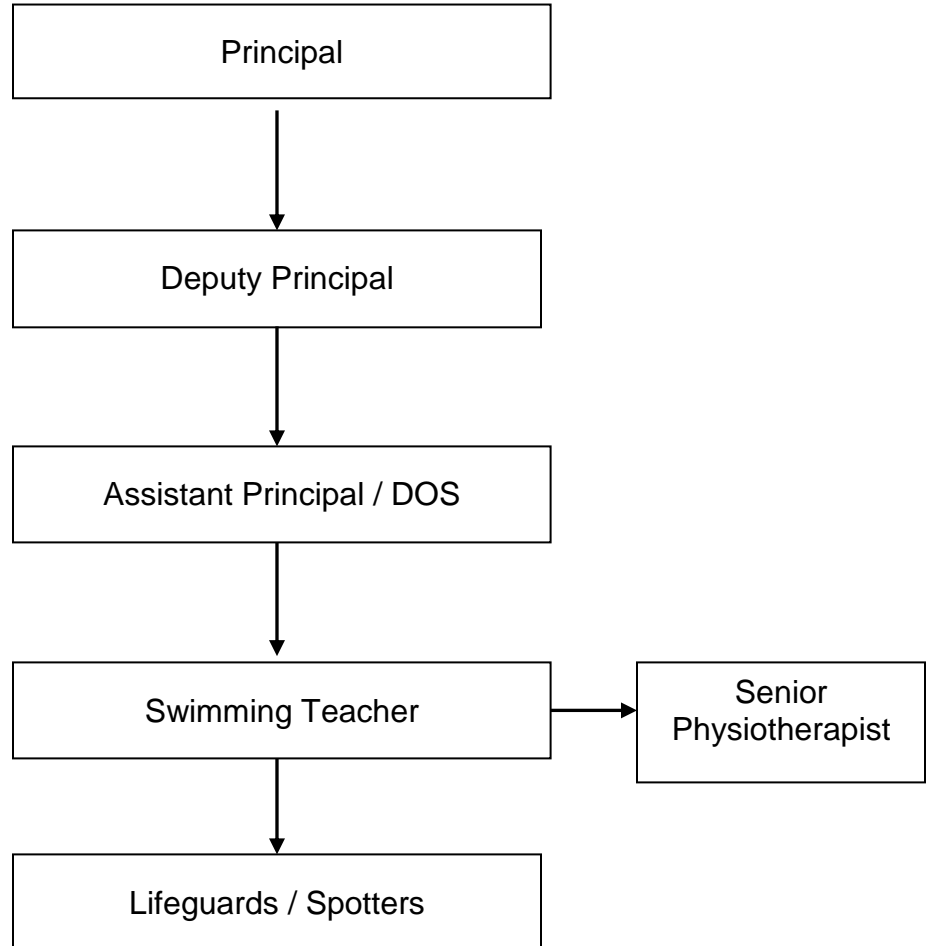 Principal
Deputy Principal
Assistant Principal / DOS
Swimming Teacher
Senior
Physiotherapist
Lifeguards / Spotters